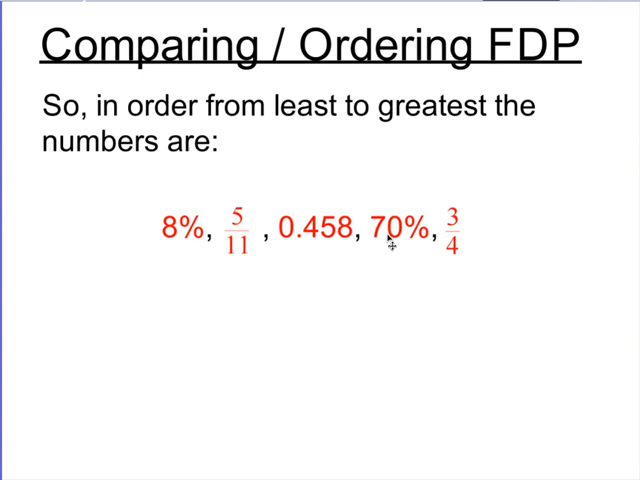 Comparing / Ordering FDP
So, in order from least to greatest the
numbers are:
8%, 5/11 , 0.458, 70%, 3/4